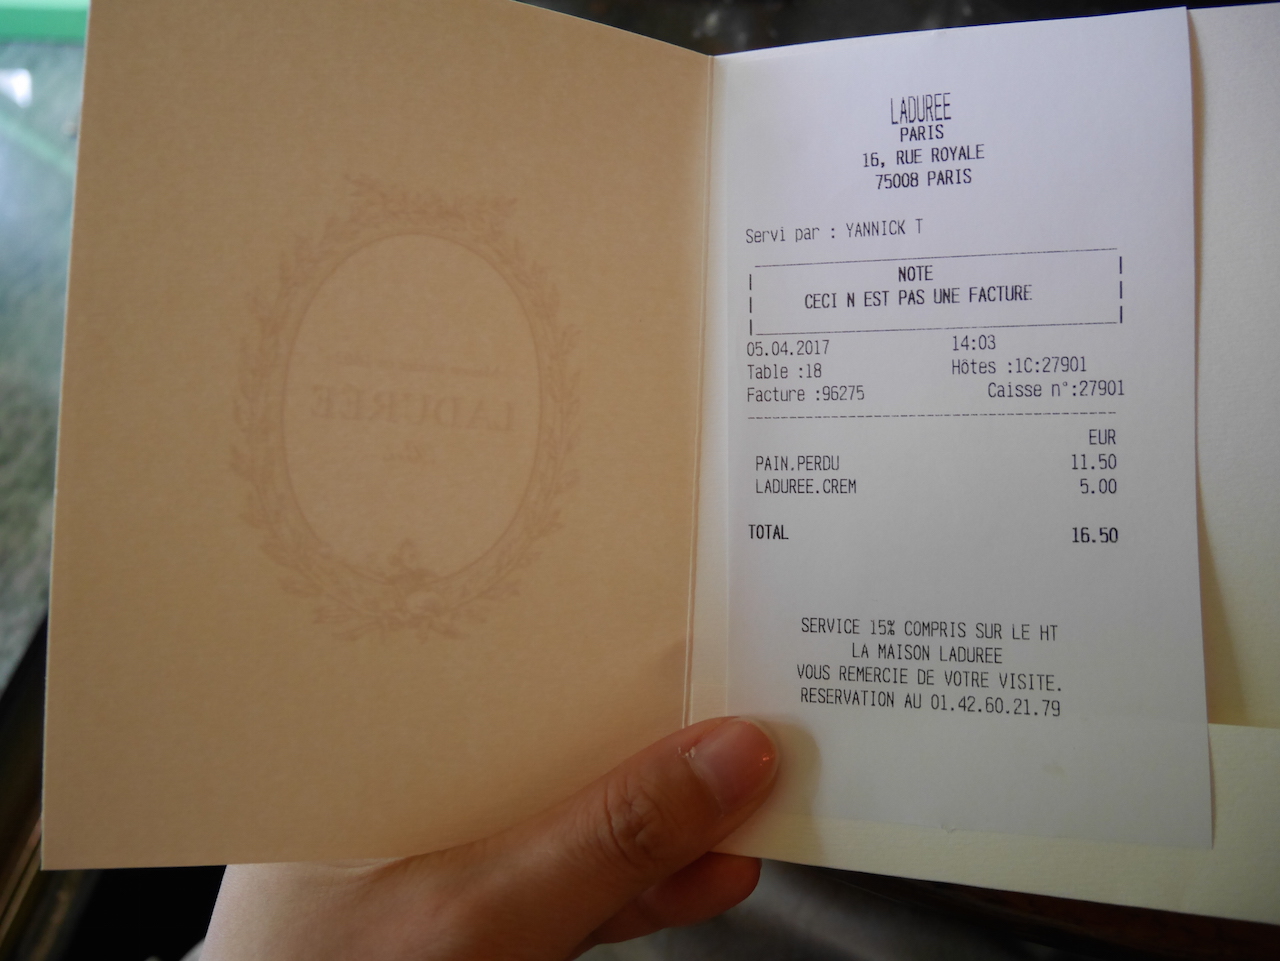 LADUREE
LADUREE
PARIS
16, RUE ROYALE
75008 PARIS
Servi par : YANNICK T
NOTE
CECI N EST PAS UNE FACTURE
05.04.2017 14:03
Table :18 Hôtes :1C:27901
Facture :96275 Caisse n°:27901
EUR
PAIN.PERDU 11.50
LADUREE.CREM 5.00
TOTAL 16.50
SERVICE 15% COMPRIS SUR LE HT
LA MAISON LADUREE
VOUS REMERCIE DE VOTRE VISITE.
RESERVATION AU 01.42.60.21.79